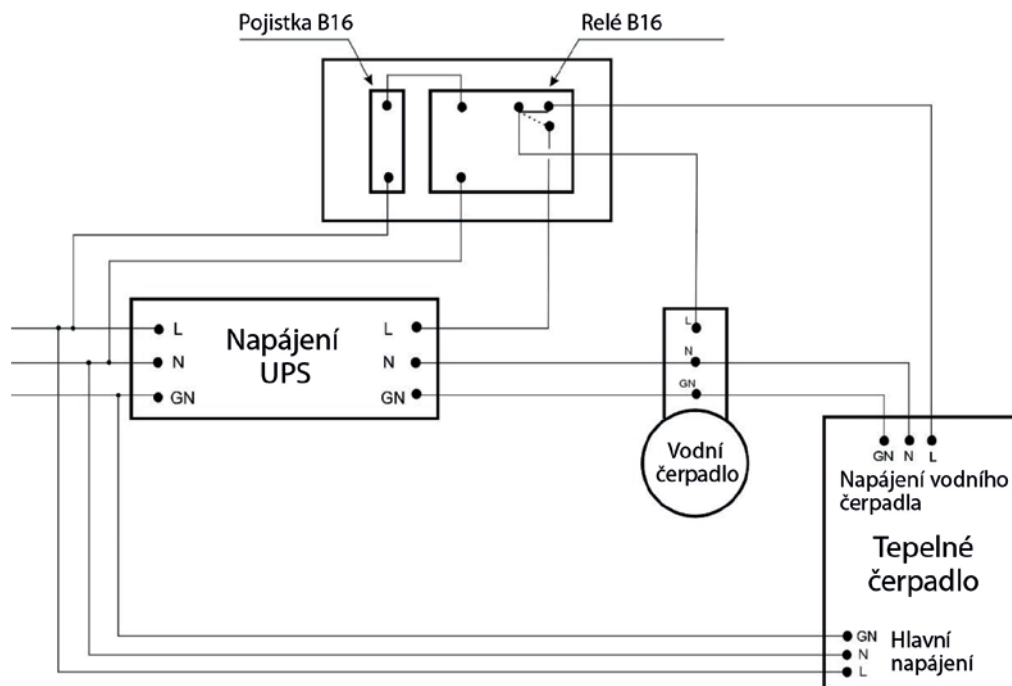 Pojistka B16
Relé B16
L
N
GN
Napájení
UPS
L
N
GN
L
N
GN
Vodní
čerpadlo
GN N L
Napájení vodního
čerpadla
Tepelné
čerpadlo
GN
N
L
Hlavní
napájení